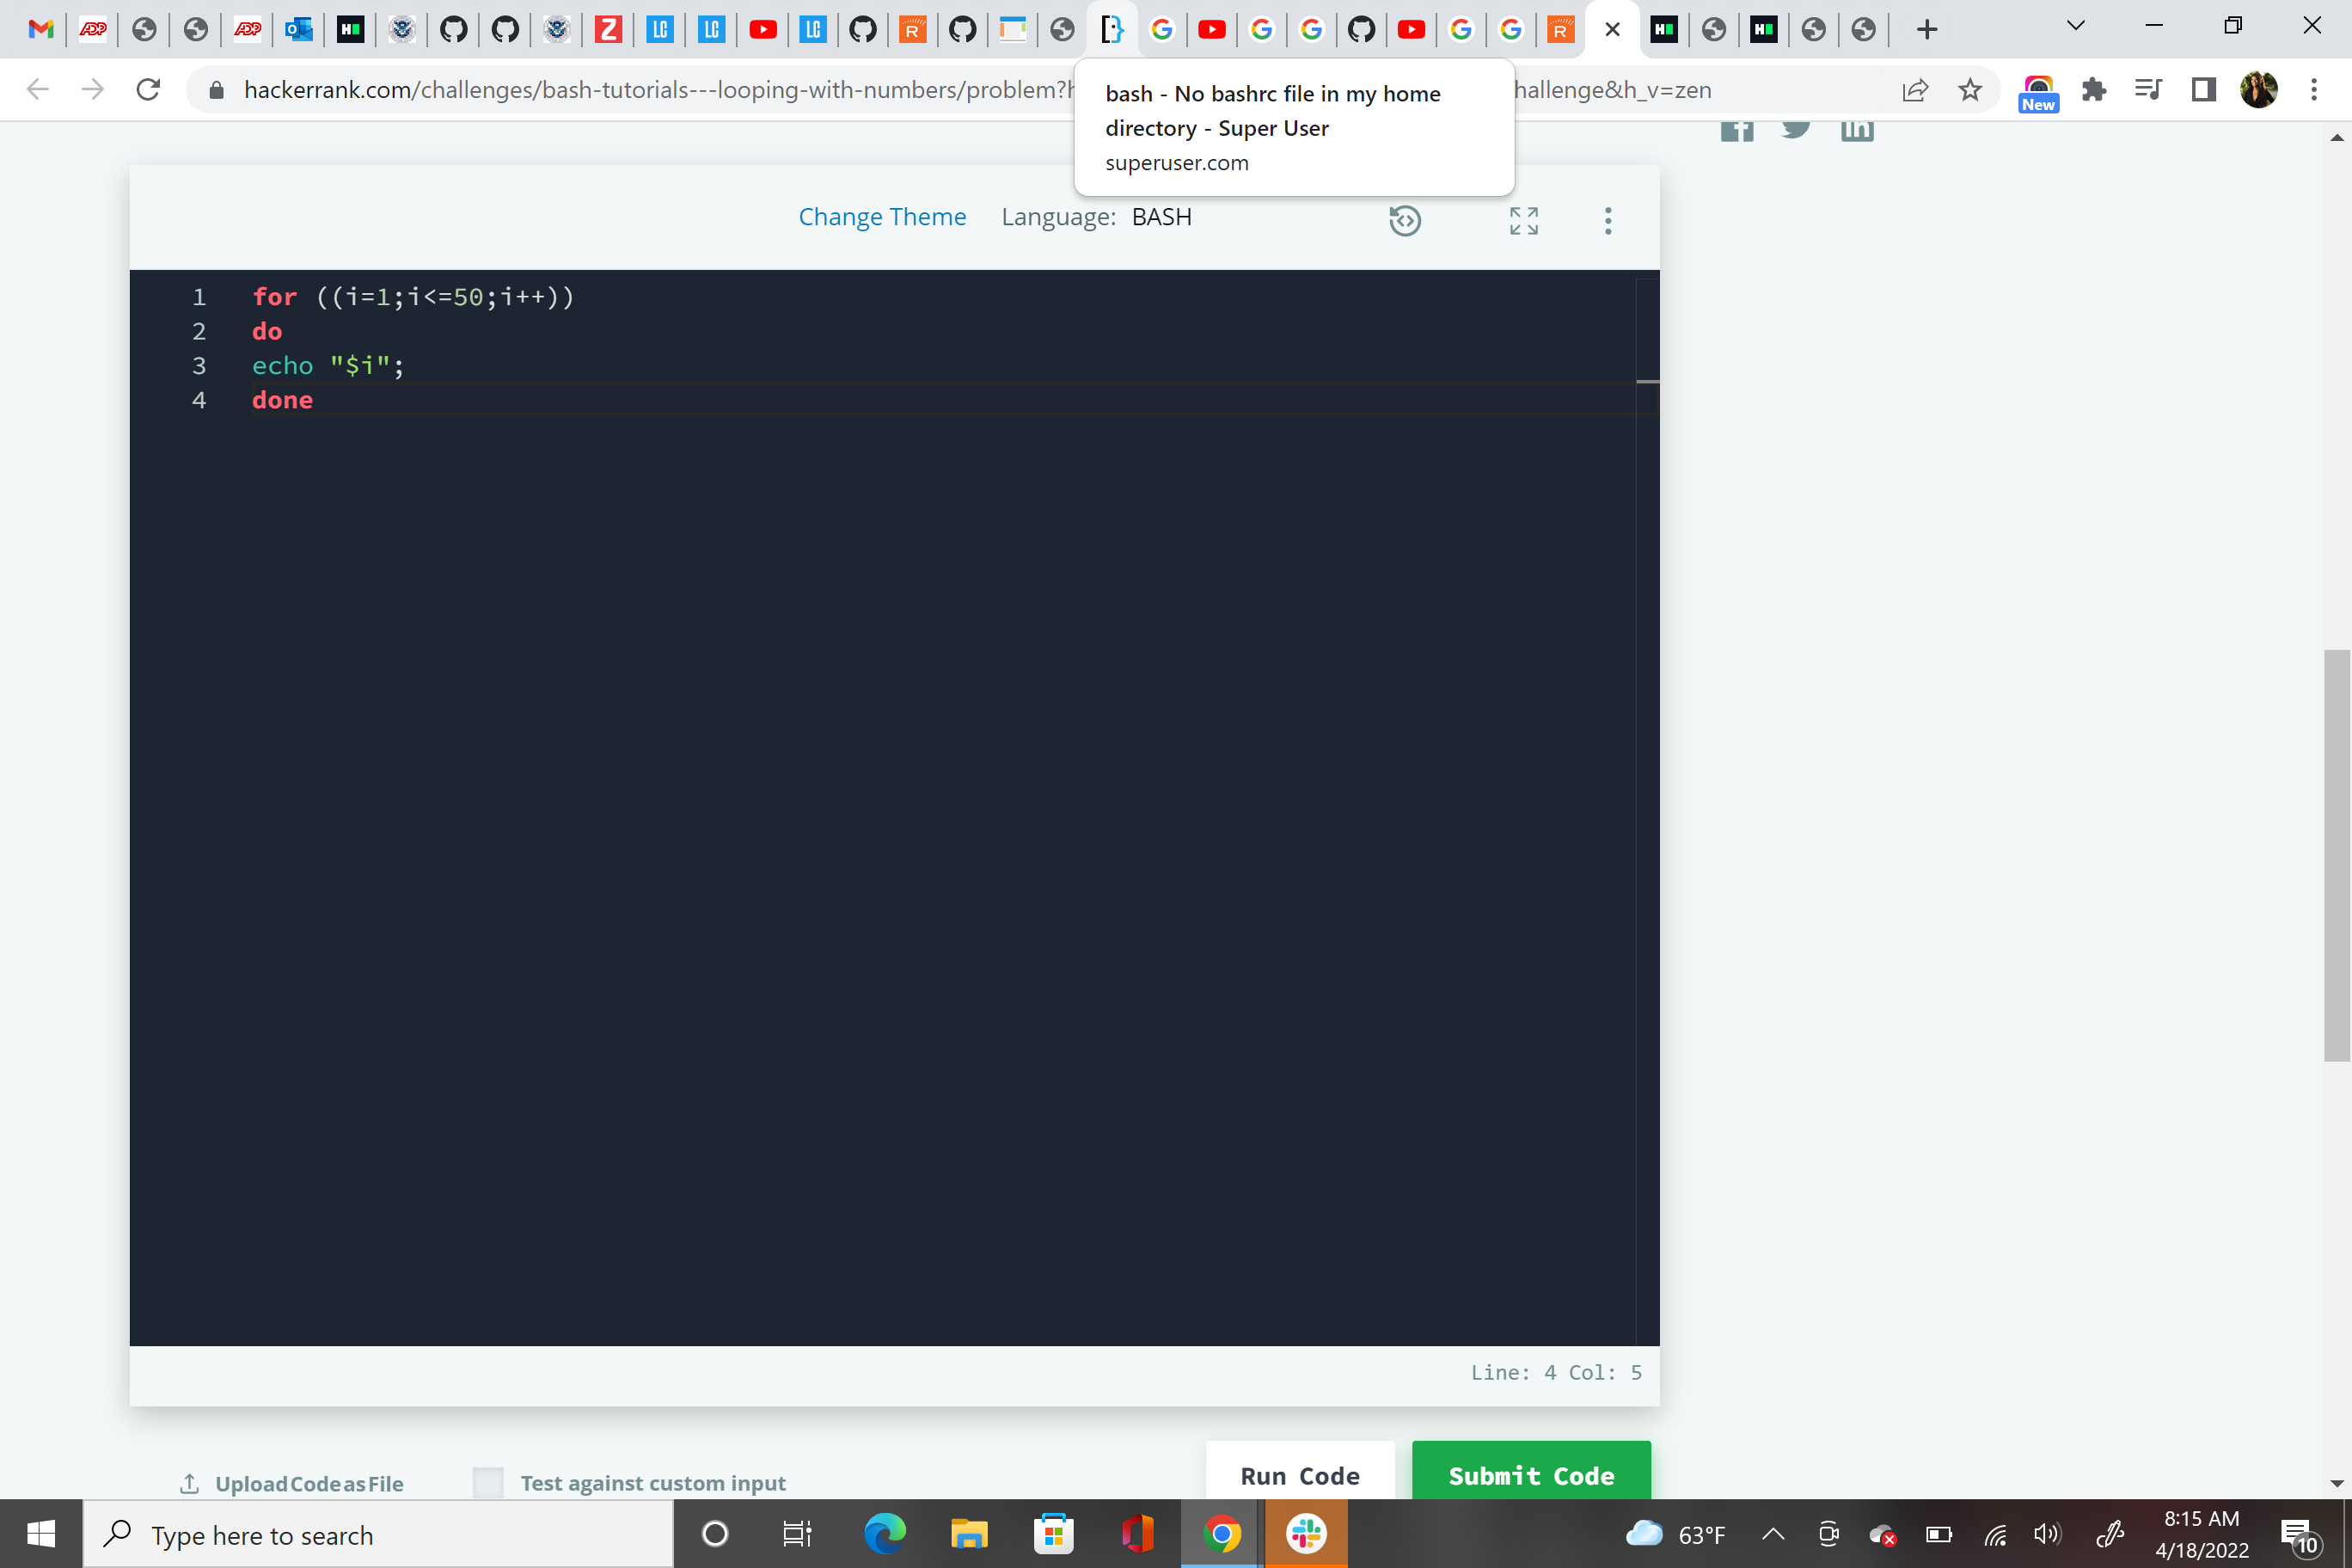 hackerrank.com/challenges/bash-tutorials---looping-with-numbers/problem?h
hallenge&h_v=zen
New
bash - No bashrc file in my home
directory - Super User
superuser.com
Change Theme
Language: BASH
1 for ((i=1;i<=50;i++))
2 do
3 echo "$i";
4 done
Line: 4 Col: 5
Upload Code as File
Test against custom input
Run Code
Submit Code
Type here to search
63°F
8:15 AM
4/18/2022
10